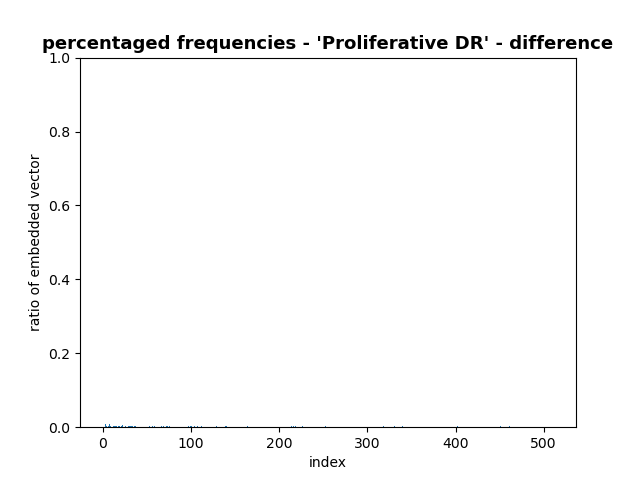 percentaged frequencies - 'Proliferative DR' - difference
1.0
0.8
0.6
0.4
0.2
0.0
ratio of embedded vector
0 100 200 300 400 500
index